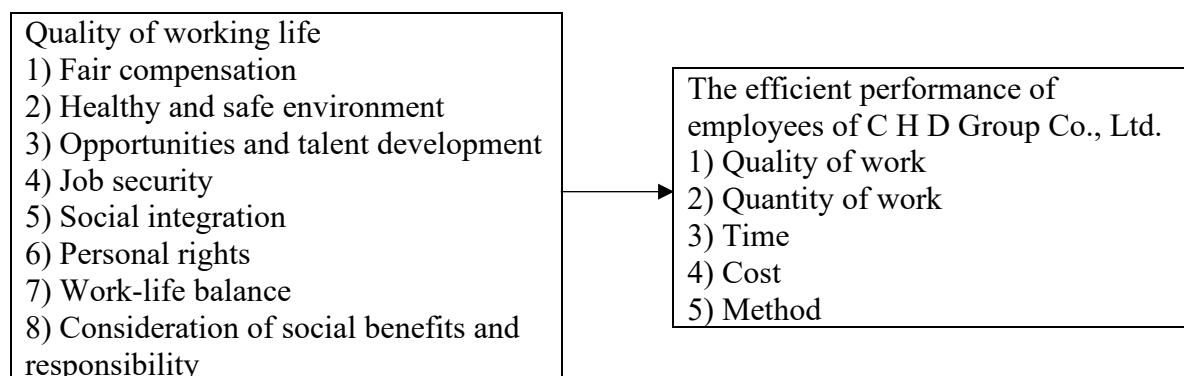 Quality of working life
1) Fair compensation
2) Healthy and safe environment
3) Opportunities and talent development
4) Job security
5) Social integration
6) Personal rights
7) Work-life balance
8) Consideration of social benefits and
responsibility
The efficient performance of
employees of C H D Group Co., Ltd.
1) Quality of work
2) Quantity of work
3) Time
4) Cost
5) Method